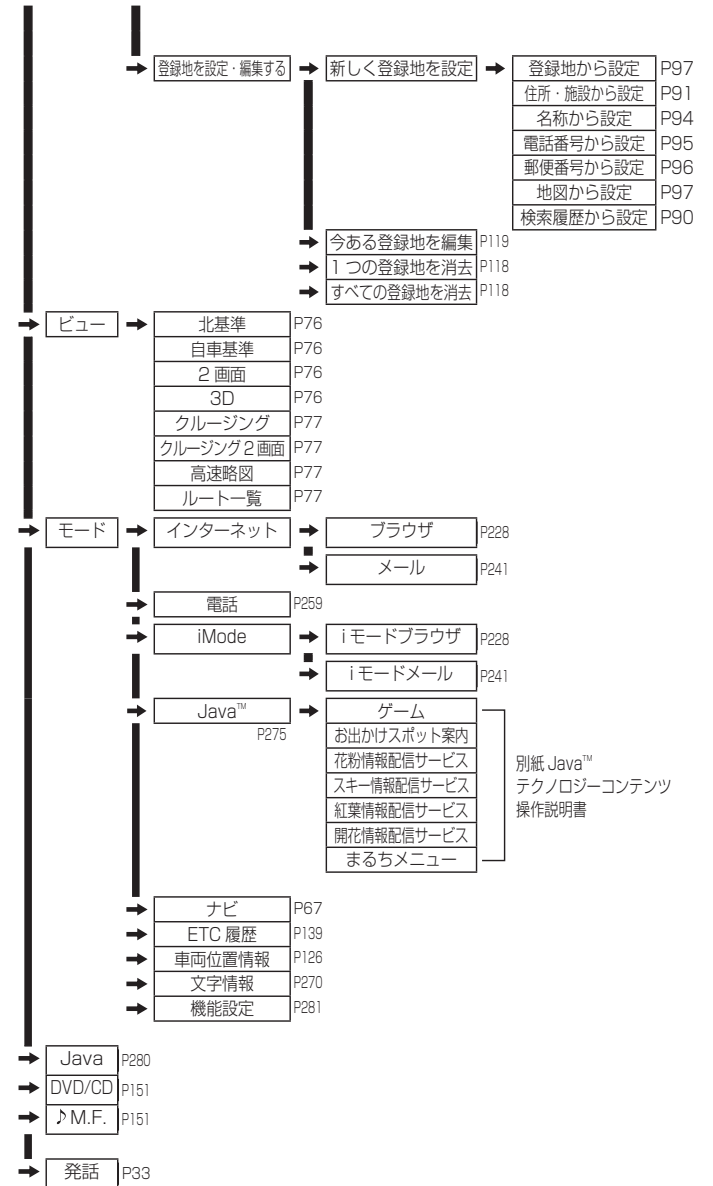 登録地を設定・編集する 新しく登録地を設定 登録地から設定 P97
住所・施設から設定 P91
名称から設定 P94
電話番号から設定 P95
郵便番号から設定 P96
地図から設定 P97
検索履歴から設定 P90
今ある登録地を編集 P119
1つの登録地を消去 P118
すべての登録地を消去 P118
ビュー 北基準 P76
自車基準 P76
2画面 P76
3D P76
クルージング P77
クルージング2画面 P77
高速略図 P77
ルート一覧 P77
モード インターネット ブラウザ P228
メール P241
電話 P259
iMode iモードブラウザ P228
iモードメール P241
Java™ ゲーム
P275
お出かけスポット案内
花粉情報配信サービス
スキー情報配信サービス
紅葉情報配信サービス
開花情報配信サービス
まるちメニュー
別紙 Java™
テクノロジーコンテンツ
操作説明書
ナビ P67
ETC 履歴 P139
車両位置情報 P126
文字情報 P270
機能設定 P281
Java P280
DVD/CD P151
♪M.F. P151
発話 P33